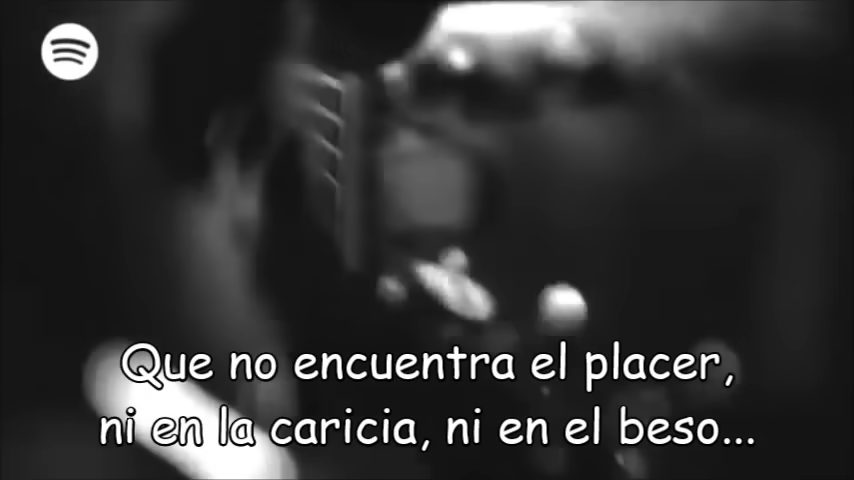 Que no encuentra el placer,
ni en la caricia, ni en el beso...